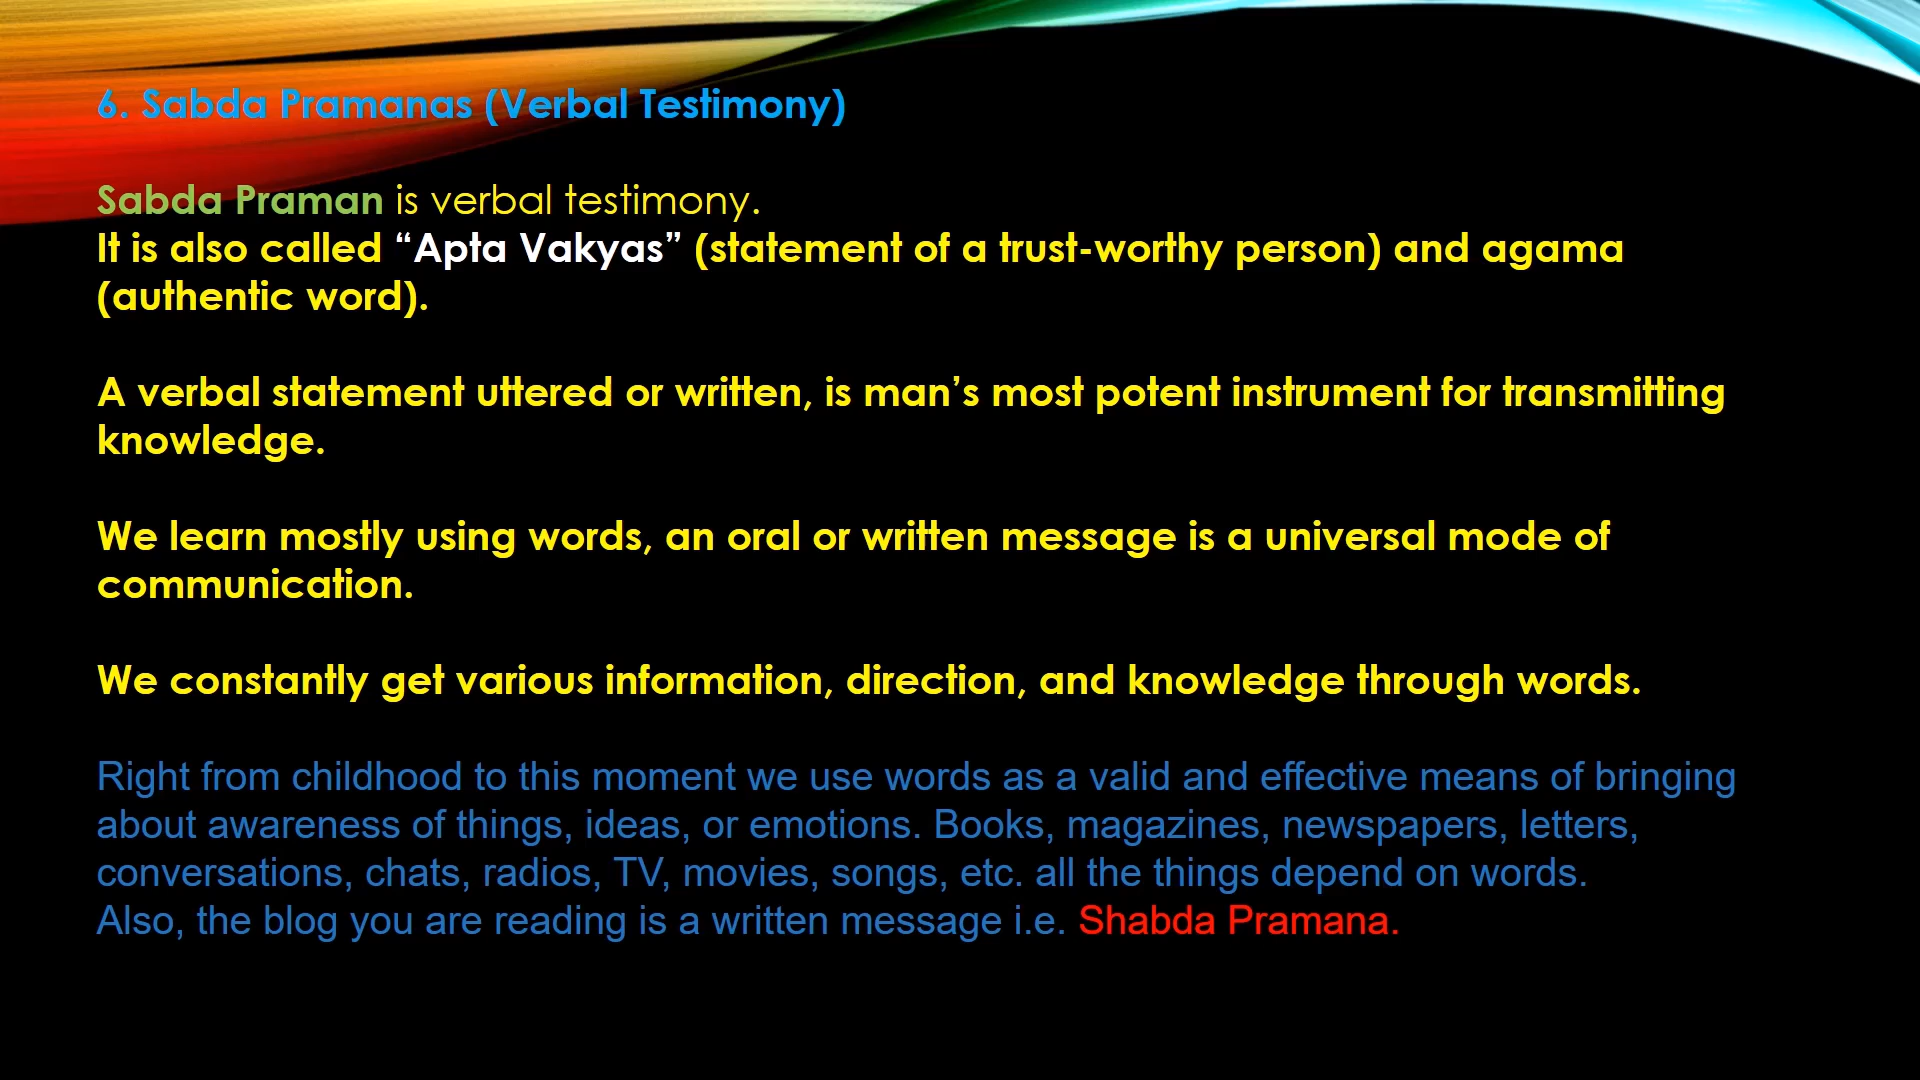 6. Sabda Pramanas (Verbal Testimony)
Sabda Praman is verbal testimony.
It is also called “Apta Vakyas” (statement of a trust-worthy person) and agama
(authentic word).
A verbal statement uttered or written, is man’s most potent instrument for transmitting
knowledge.
We learn mostly using words, an oral or written message is a universal mode of
communication.
We constantly get various information, direction, and knowledge through words.
Right from childhood to this moment we use words as a valid and effective means of bringing
about awareness of things, ideas, or emotions. Books, magazines, newspapers, letters,
conversations, chats, radios, TV, movies, songs, etc. all the things depend on words.
Also, the blog you are reading is a written message i.e. Shabda Pramana.